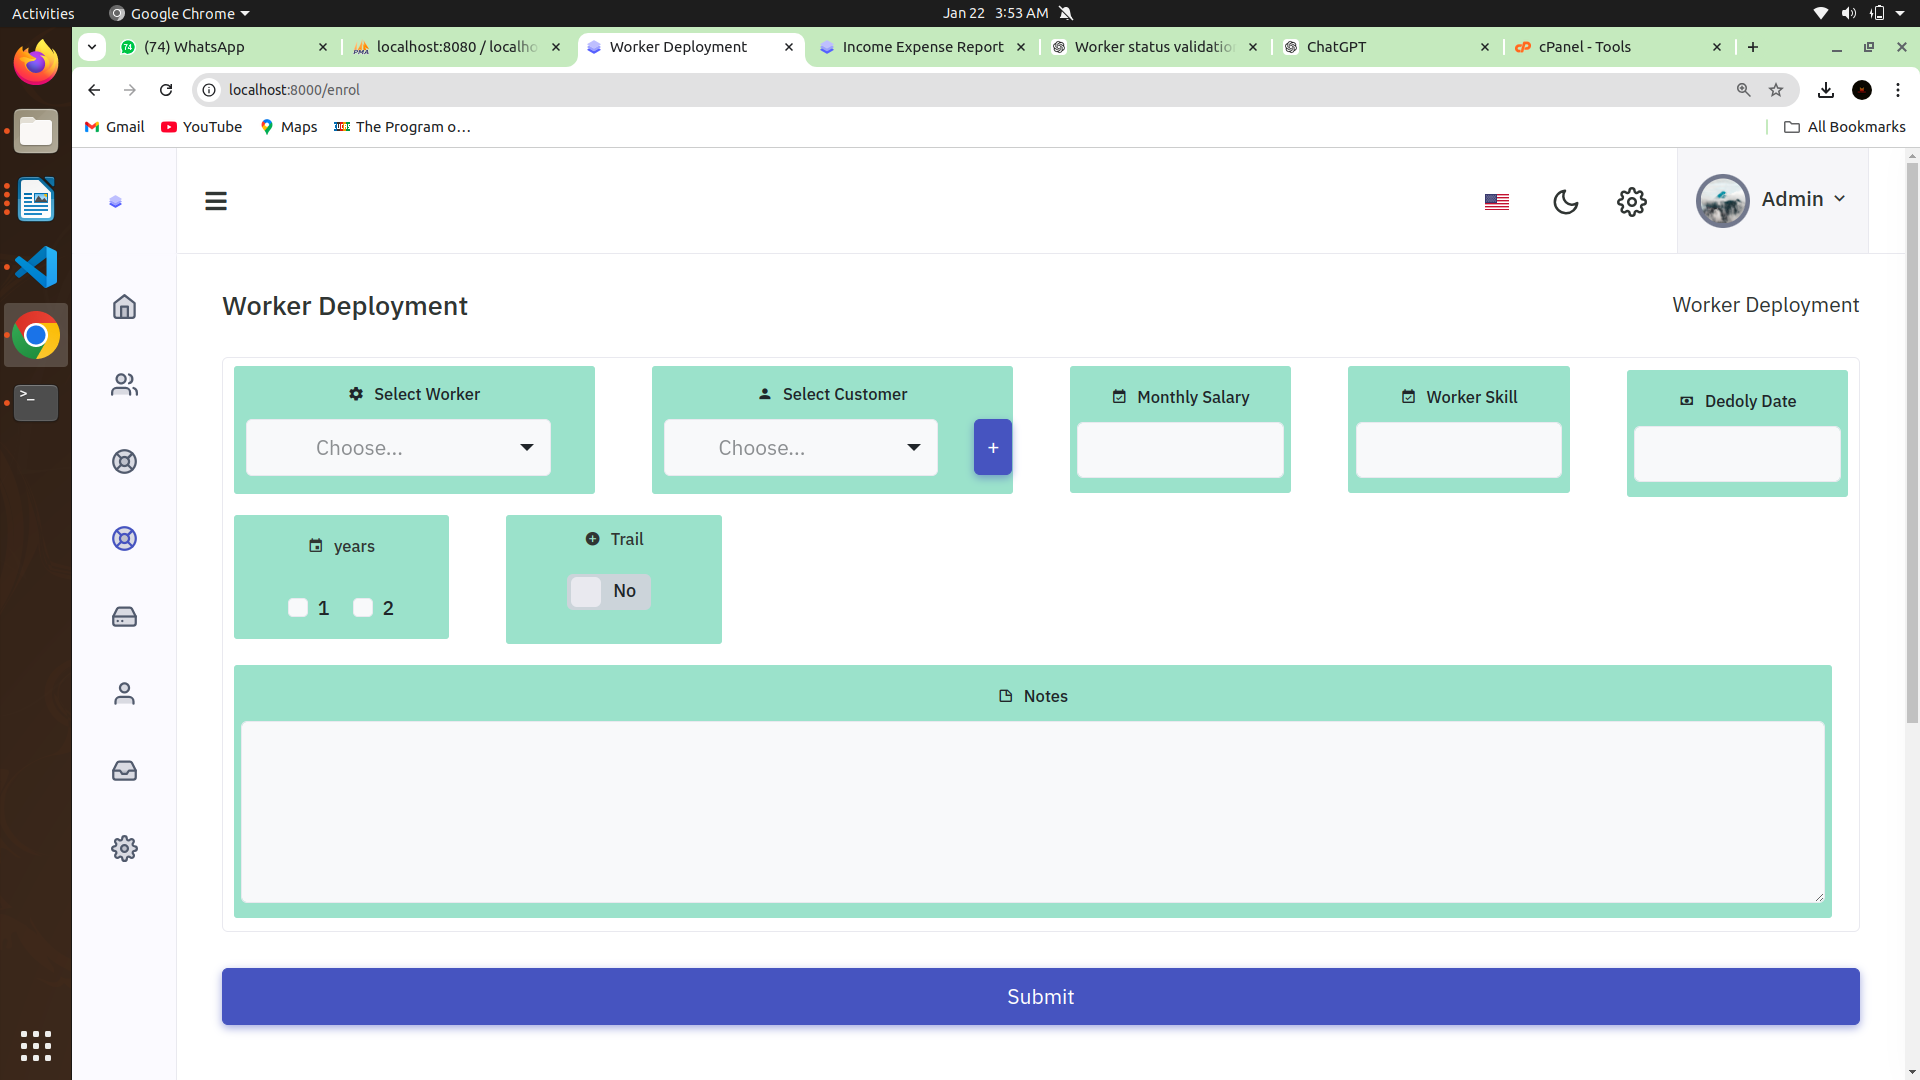 Activities
Google Chrome
Jan 22 3:53 AM
(74) WhatsApp
localhost:8080 / localho
Worker Deployment
Income Expense Report
Worker status validatio
ChatGPT
cPanel - Tools
localhost:8000/enrol
Gmail
YouTube
Maps
The Program o...
All Bookmarks
Admin
Worker Deployment
Worker Deployment
Select Worker
Select Customer
Monthly Salary
Worker Skill
Dedoly Date
Choose...
Choose...
+
years
Trail
1
2
No
Notes
Submit